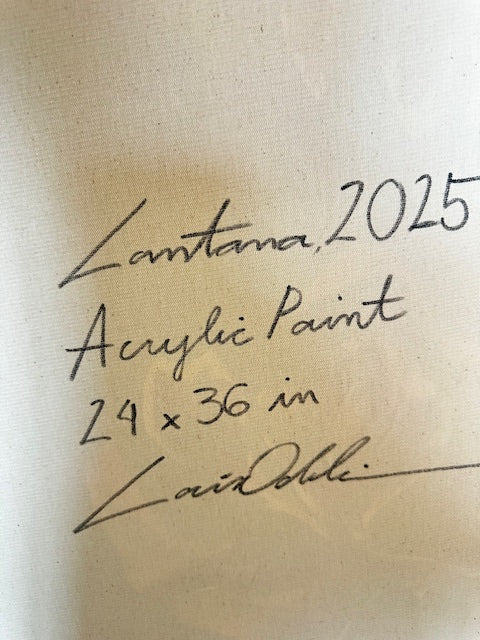 Lantana, 2025
Acrylic Paint
24 x 36 in